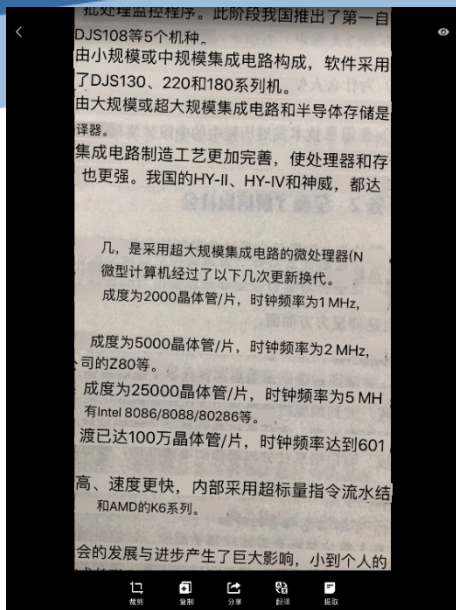 批处理监控程序。此阶段我国推出了第一自
DJS108等5个机种。
由小规模或中规模集成电路构成，软件采用
了DJS130、220和180系列机。
由大规模或超大规模集成电路和半导体存储是
译器。
集成电路制造工艺更加完善，使处理器和存
也更强。我国的HY-II、HY-IV和神威，都达
几，是采用超大规模集成电路的微处理器(N
微型计算机经过了以下几次更新换代。
成度为2000晶体管/片，时钟频率为1 MHz，
成度为5000晶体管/片，时钟频率为2 MHz，
司的Z80等。
成度为25000晶体管/片，时钟频率为5 MH
有Intel 8086/8088/80286等。
渡已达100万晶体管/片，时钟频率达到601
高、速度更快，内部采用超标量指令流水结
和AMD的K6系列。
会的发展与进步产生了巨大影响，小到个人的
裁剪 复制 分享 翻译 提取